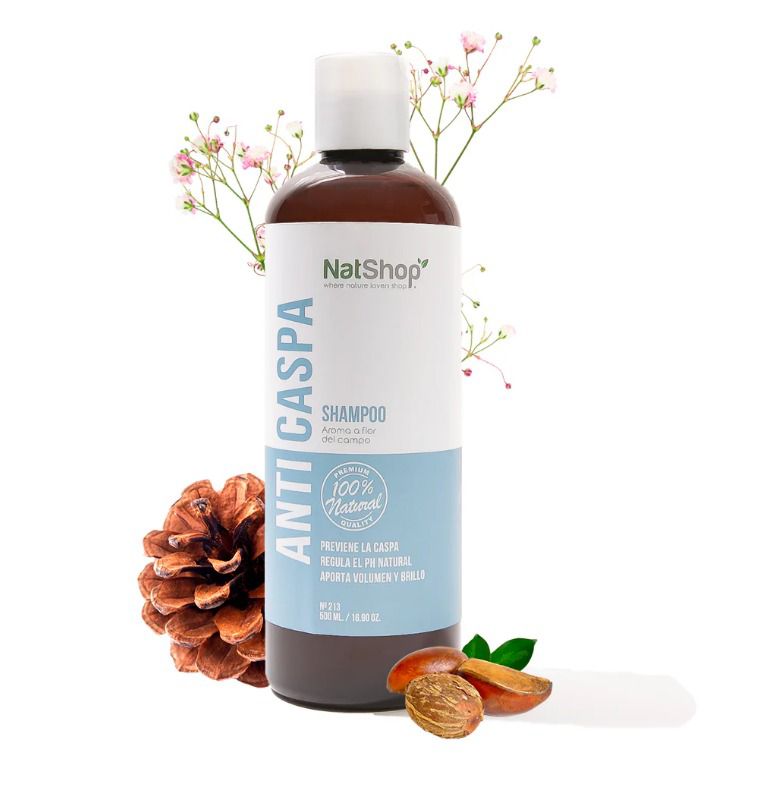 NatShop
where nature loven shop
ANTI CASPA
SHAMPOO
Aroma a flor
del campo
PREMIUM
100%
Natural
QUALITY
PREVIENE LA CASPA
REGULA EL PH NATURAL
APORTA VOLUMEN Y BRILLO
Nº 213
500 ML. / 16.90 OZ.